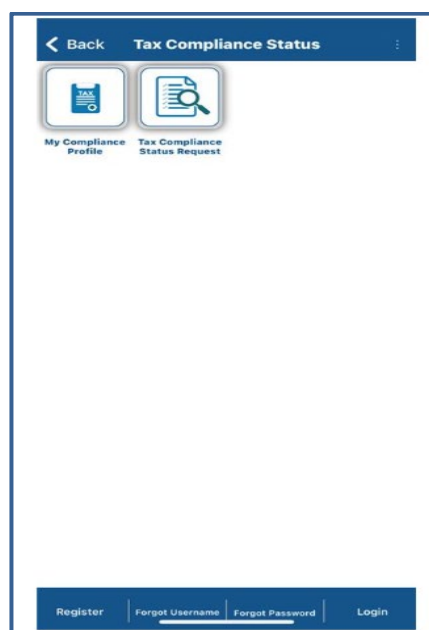 Back Tax Compliance Status
TAX
My Compliance Tax Compliance
Profile Status Request
Register Forgot Username Forgot Password Login